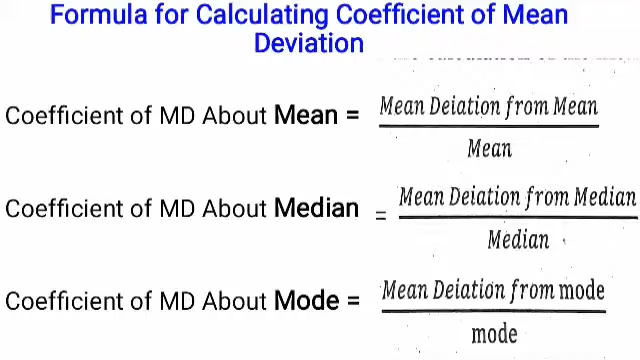 Formula for Calculating Coefficient of Mean
Deviation
Coefficient of MD About Mean =
Mean Deiation from Mean
Mean
Coefficient of MD About Median =
Mean Deiation from Median
Median
Coefficient of MD About Mode =
Mean Deiation from mode
mode